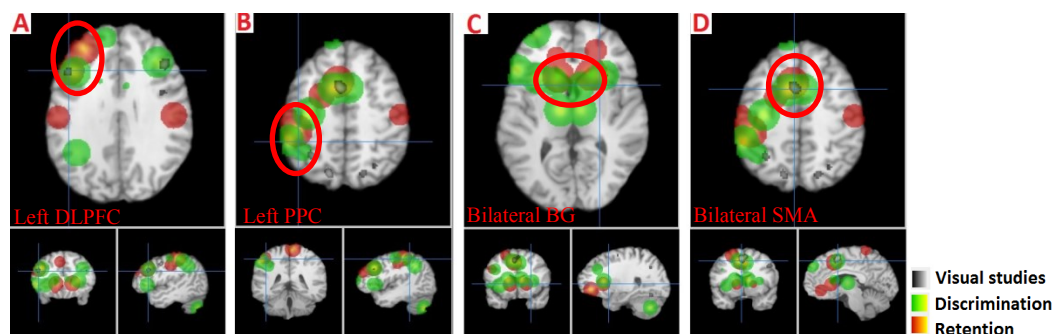 A
B
C
D
Left DLPFC
Left PPC
Bilateral BG
Bilateral SMA
Visual studies
Discrimination
Retention